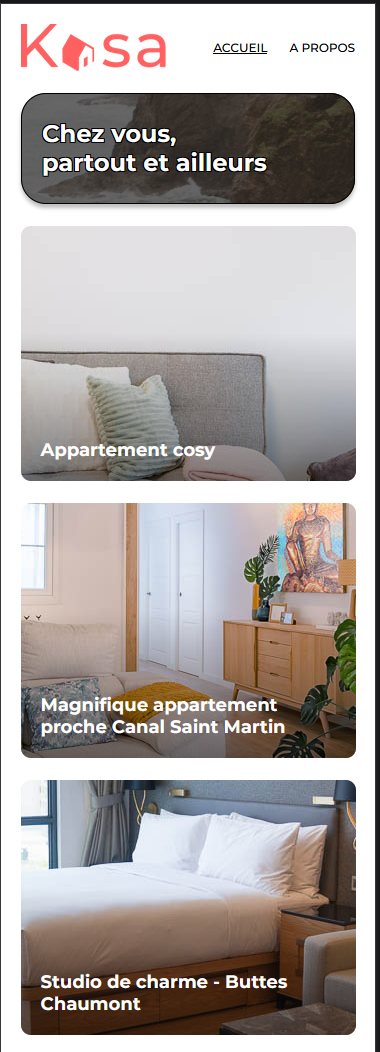 Kasa
ACCUEIL
A PROPOS
Chez vous,
partout et ailleurs
Appartement cosy
Magnifique appartement
proche Canal Saint Martin
Studio de charme - Buttes
Chaumont